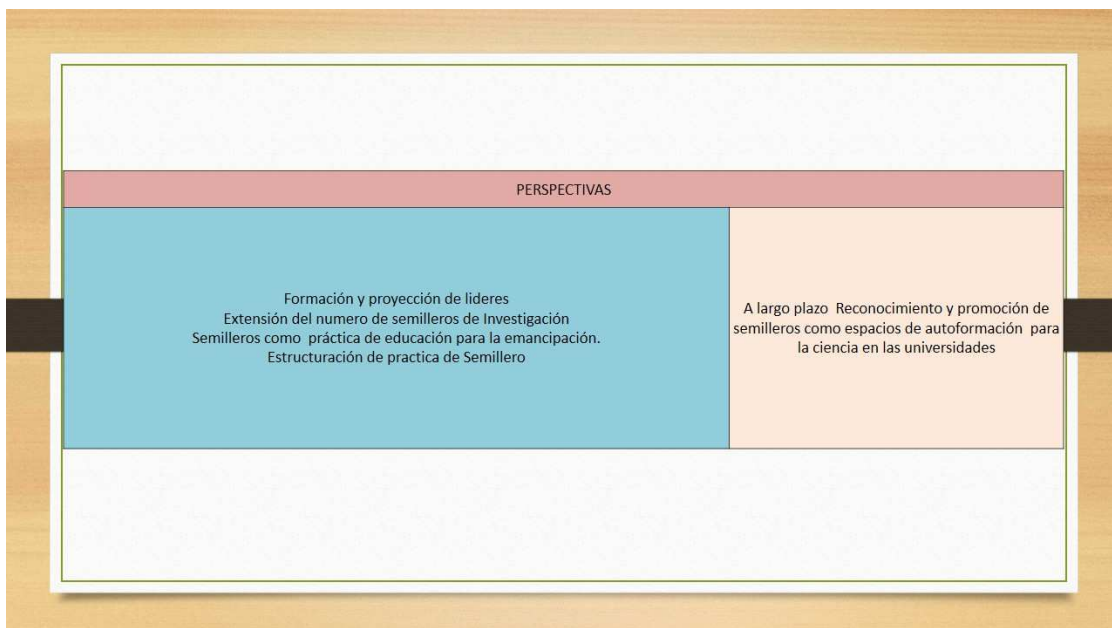 PERSPECTIVAS
Formación y proyección de lideres
Extensión del numero de semilleros de Investigación
Semilleros como práctica de educación para la emancipación.
Estructuración de practica de Semillero
A largo plazo Reconocimiento y promoción de
semilleros como espacios de autoformación para
la ciencia en las universidades